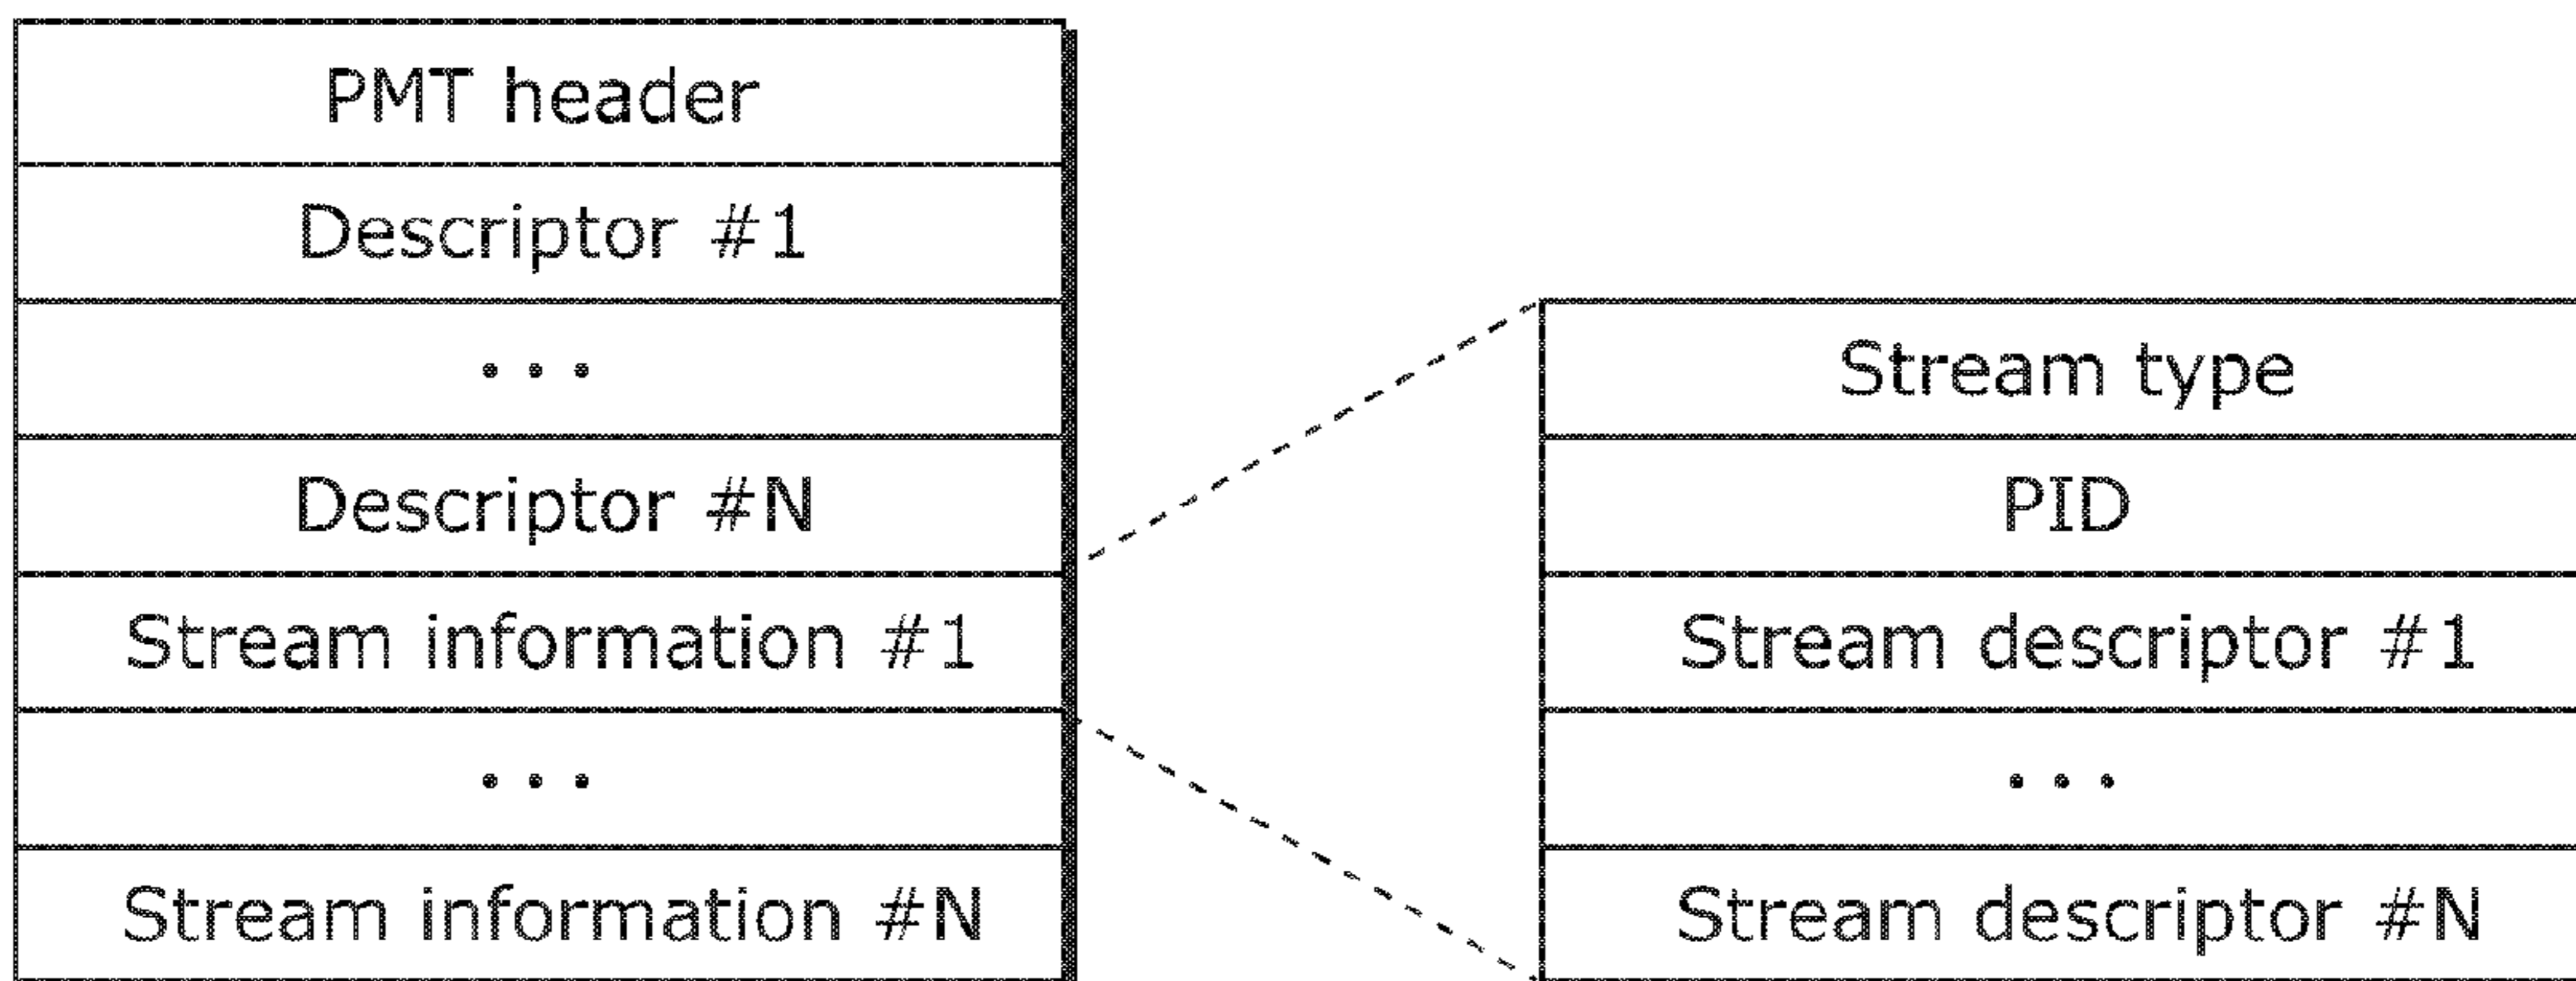 PMT header
Descriptor #1
...
Descriptor #N
Stream information #1
...
Stream information #N
Stream type
PID
Stream descriptor #1
...
Stream descriptor #N